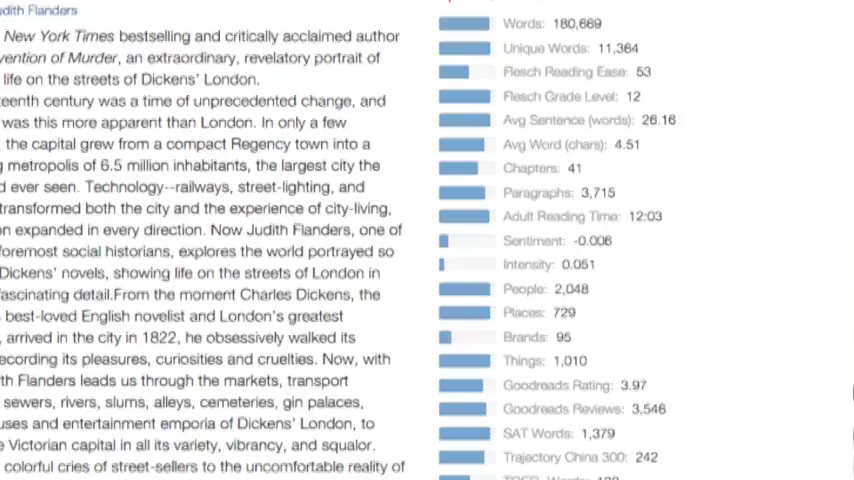 Judith Flanders
New York Times bestselling and critically acclaimed author
vention of Murder, an extraordinary, revelatory portrait of
life on the streets of Dickens' London.
teenth century was a time of unprecedented change, and
was this more apparent than London. In only a few
, the capital grew from a compact Regency town into a
g metropolis of 6.5 million inhabitants, the largest city the
d ever seen. Technology--railways, street-lighting, and
transformed both the city and the experience of city-living,
on expanded in every direction. Now Judith Flanders, one of
foremost social historians, explores the world portrayed so
Dickens' novels, showing life on the streets of London in
fascinating detail.From the moment Charles Dickens, the
best-loved English novelist and London's greatest
, arrived in the city in 1822, he obsessively walked its
ecording its pleasures, curiosities and cruelties. Now, with
th Flanders leads us through the markets, transport
sewers, rivers, slums, alleys, cemeteries, gin palaces,
uses and entertainment emporia of Dickens' London, to
e Victorian capital in all its variety, vibrancy, and squalor.
colorful cries of street-sellers to the uncomfortable reality of
Words: 180,669
Unique Words: 11,364
Flesch Reading Ease: 53
Flesch Grade Level: 12
Avg Sentence (words): 26.16
Avg Word (chars): 4.51
Chapters: 41
Paragraphs: 3,715
Adult Reading Time: 12:03
Sentiment: -0.006
Intensity: 0.051
People: 2,048
Places: 729
Brands: 95
Things: 1,010
Goodreads Rating: 3.97
Goodreads Reviews: 3,546
SAT Words: 1,379
Trajectory China 300: 242